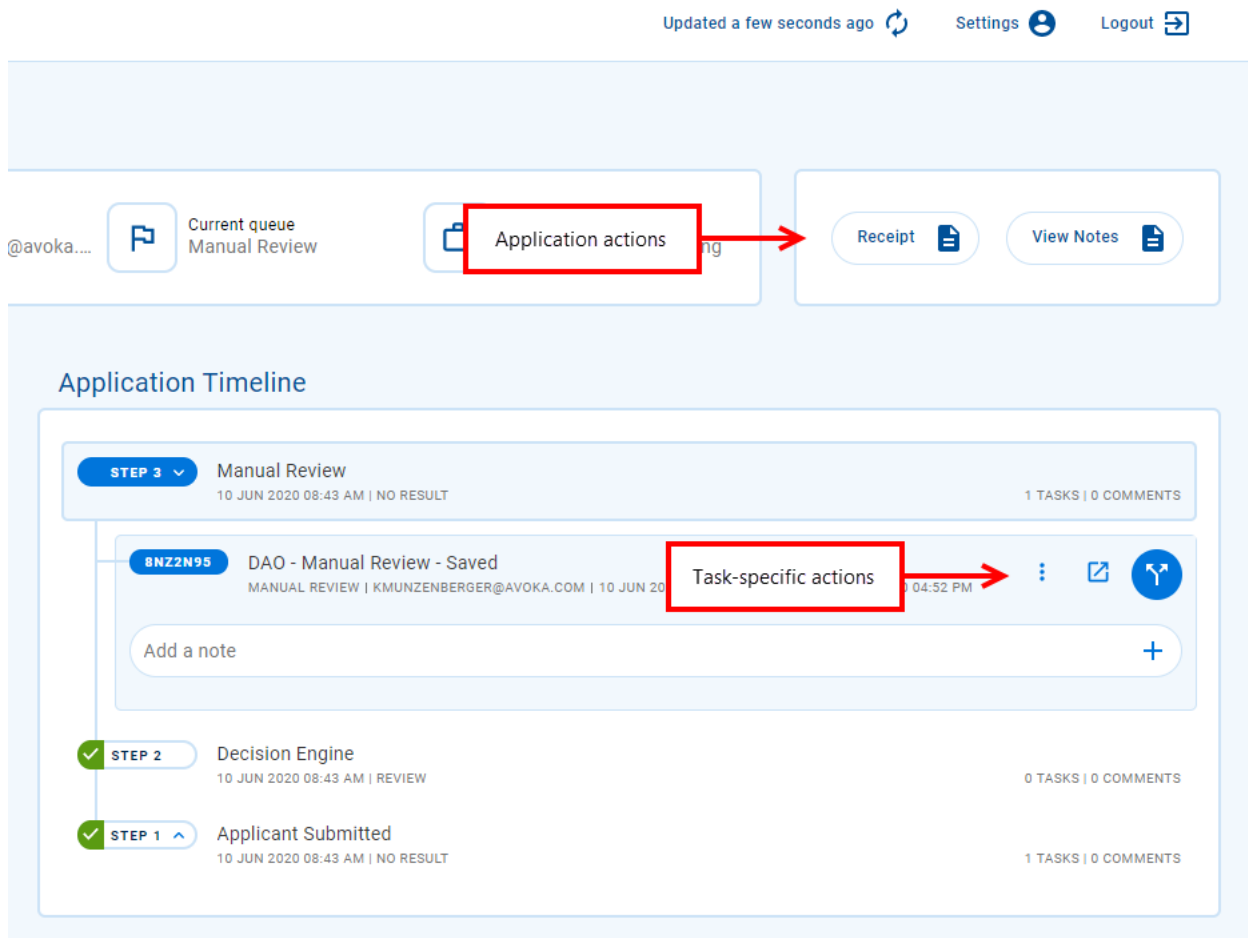 Updated a few seconds ago Settings Logout
Current queue
@avoka.... Manual Review Application actions ng Receipt View Notes
Application Timeline
STEP 3 Manual Review
10 JUN 2020 08:43 AM | NO RESULT 1 TASKS | 0 COMMENTS
8NZ2N95 DAO - Manual Review - Saved
MANUAL REVIEW | KMUNZENBERGER@AVOKA.COM | 10 JUN 20 Task-specific actions 04:52 PM
Add a note
STEP 2 Decision Engine
10 JUN 2020 08:43 AM | REVIEW 0 TASKS | 0 COMMENTS
STEP 1 Applicant Submitted
10 JUN 2020 08:43 AM | NO RESULT 1 TASKS | 0 COMMENTS